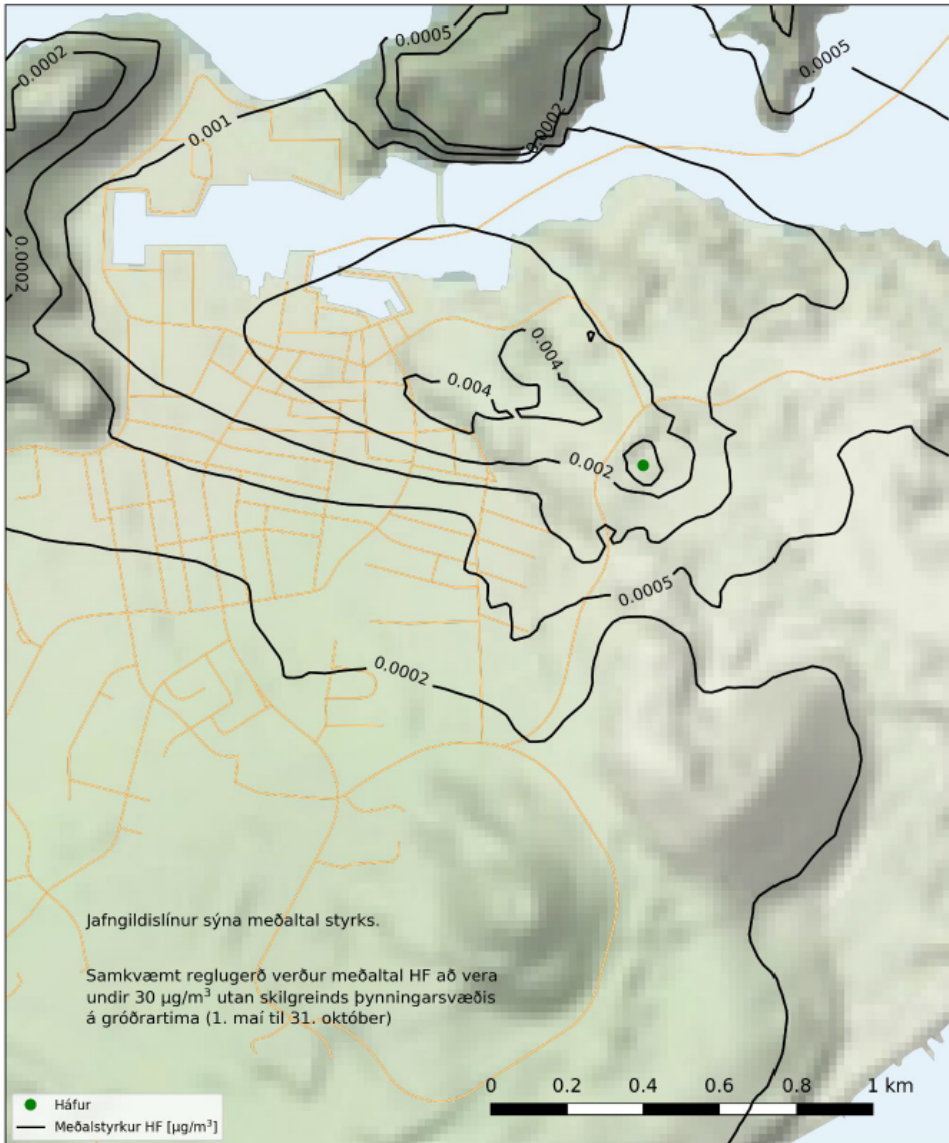 0.0005
0.0002
0.0005
0.001
0.0002
0.0002
0.004
0.004
0.002
0.0005
0.0002
Jafngildislínur sýna meðaltal styrks.
Samkvæmt reglugerð verður meðaltal HF að vera
undir 30 µg/m³ utan skilgreinds þynningarsvæðis
á gróðrartima (1. maí til 31. október)
0 0.2 0.4 0.6 0.8 1 km
Háfur
Meðalstyrkur HF [µg/m³]